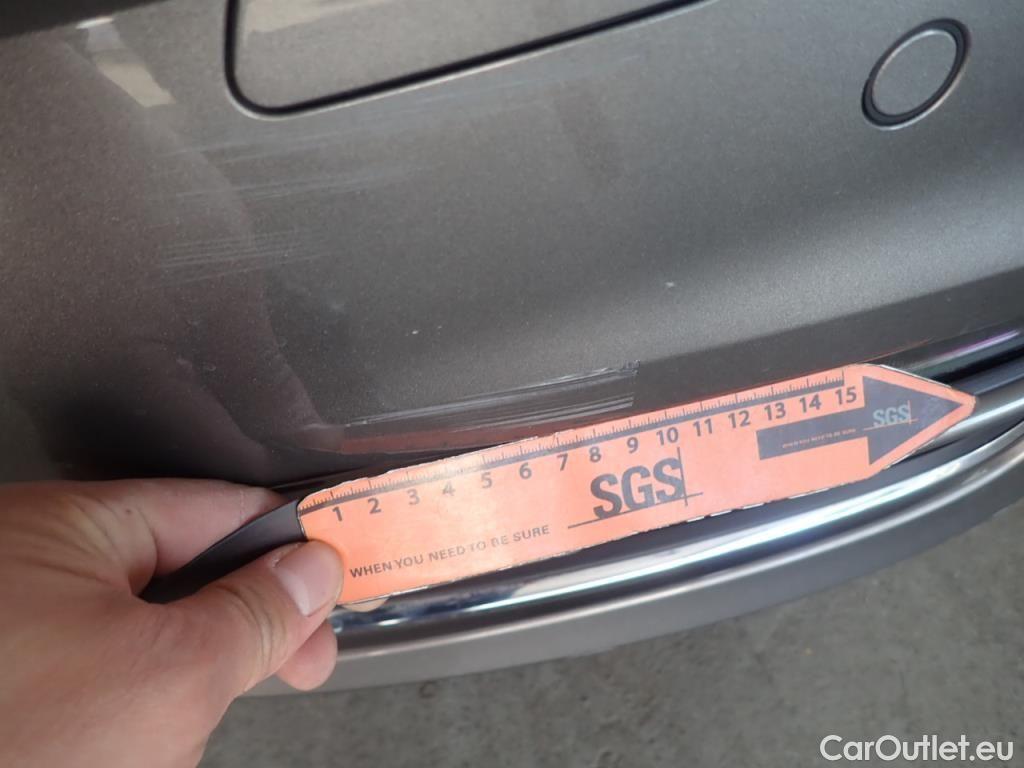 1 2 3 4 5 6 7 8 9 10 11 12 13 14 15
SGS
SGS
WHEN YOU NEED TO BE SURE
CarOutlet.eu